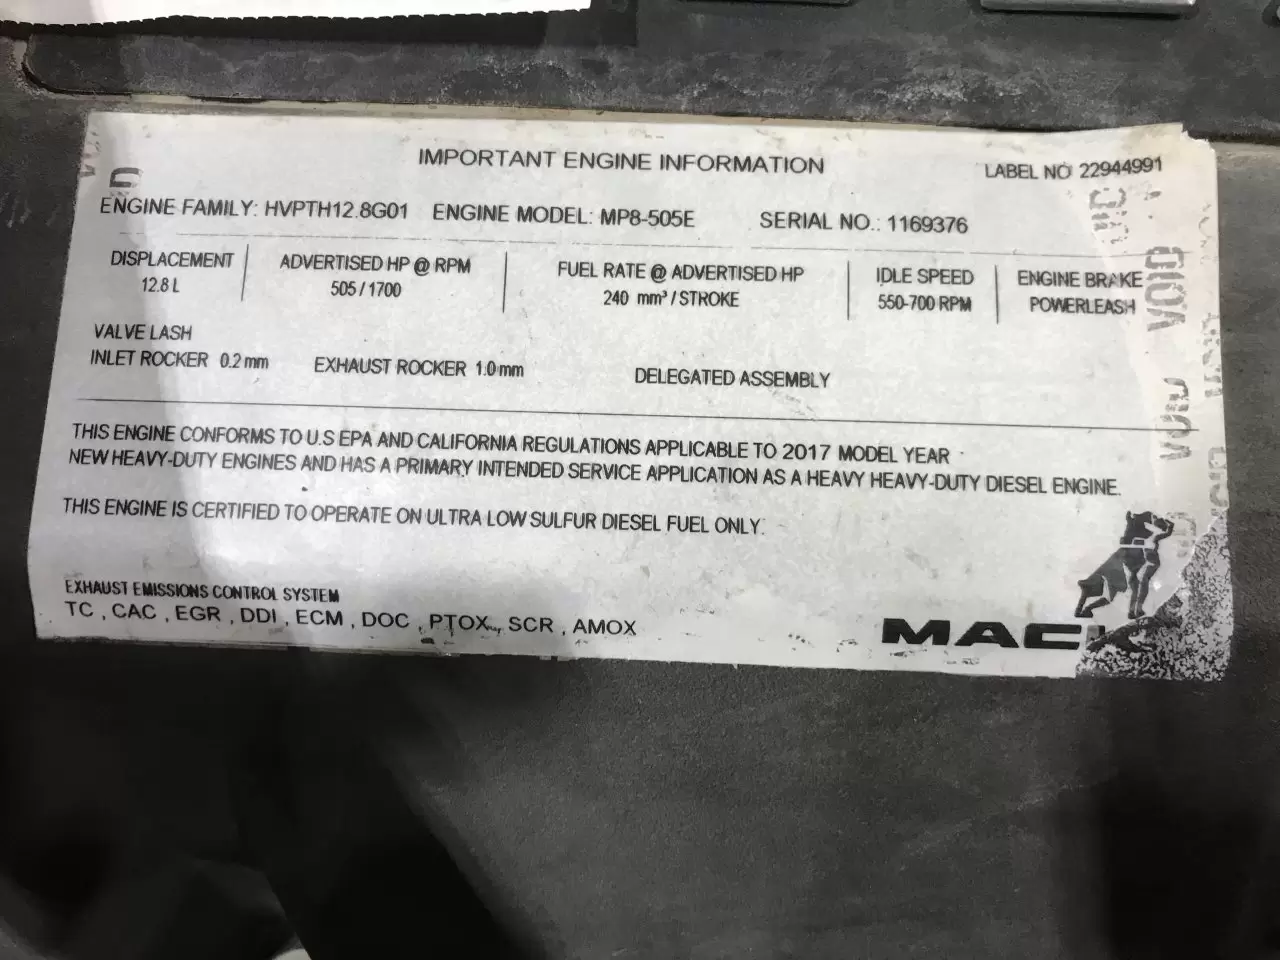 IMPORTANT ENGINE INFORMATION
LABEL NO 22944991
ENGINE FAMILY: HVPTH12.8G01 ENGINE MODEL: MP8-505E SERIAL NO.: 1169376
DISPLACEMENT
12.8 L
ADVERTISED HP @ RPM
505 / 1700
FUEL RATE @ ADVERTISED HP
240 mm³ / STROKE
IDLE SPEED
550-700 RPM
ENGINE BRAKE
POWERLEASH
VALVE LASH
INLET ROCKER 0.2 mm EXHAUST ROCKER 1.0 mm DELEGATED ASSEMBLY
THIS ENGINE CONFORMS TO U.S EPA AND CALIFORNIA REGULATIONS APPLICABLE TO 2017 MODEL YEAR
NEW HEAVY-DUTY ENGINES AND HAS A PRIMARY INTENDED SERVICE APPLICATION AS A HEAVY HEAVY-DUTY DIESEL ENGINE.
THIS ENGINE IS CERTIFIED TO OPERATE ON ULTRA LOW SULFUR DIESEL FUEL ONLY.
EXHAUST EMISSIONS CONTROL SYSTEM
TC , CAC , EGR , DDI , ECM , DOC , PTOX , SCR , AMOX
MACK
VOID